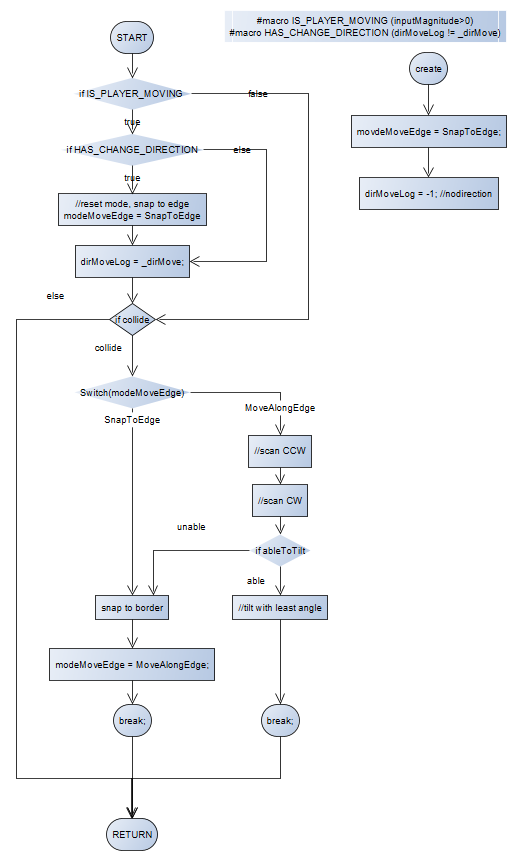 #macro IS_PLAYER_MOVING (inputMagnitude>0)
#macro HAS_CHANGE_DIRECTION (dirMoveLog != _dirMove)
START
create
if IS_PLAYER_MOVING
false
true
movdeMoveEdge = SnapToEdge;
if HAS_CHANGE_DIRECTION
else
true
dirMoveLog = -1; //nodirection
//reset mode, snap to edge
modeMoveEdge = SnapToEdge
dirMoveLog = _dirMove;
else
if collide
collide
Switch(modeMoveEdge)
MoveAlongEdge
SnapToEdge
//scan CCW
//scan CW
unable
if ableToTilt
able
snap to border
//tilt with least angle
modeMoveEdge = MoveAlongEdge;
break;
break;
RETURN